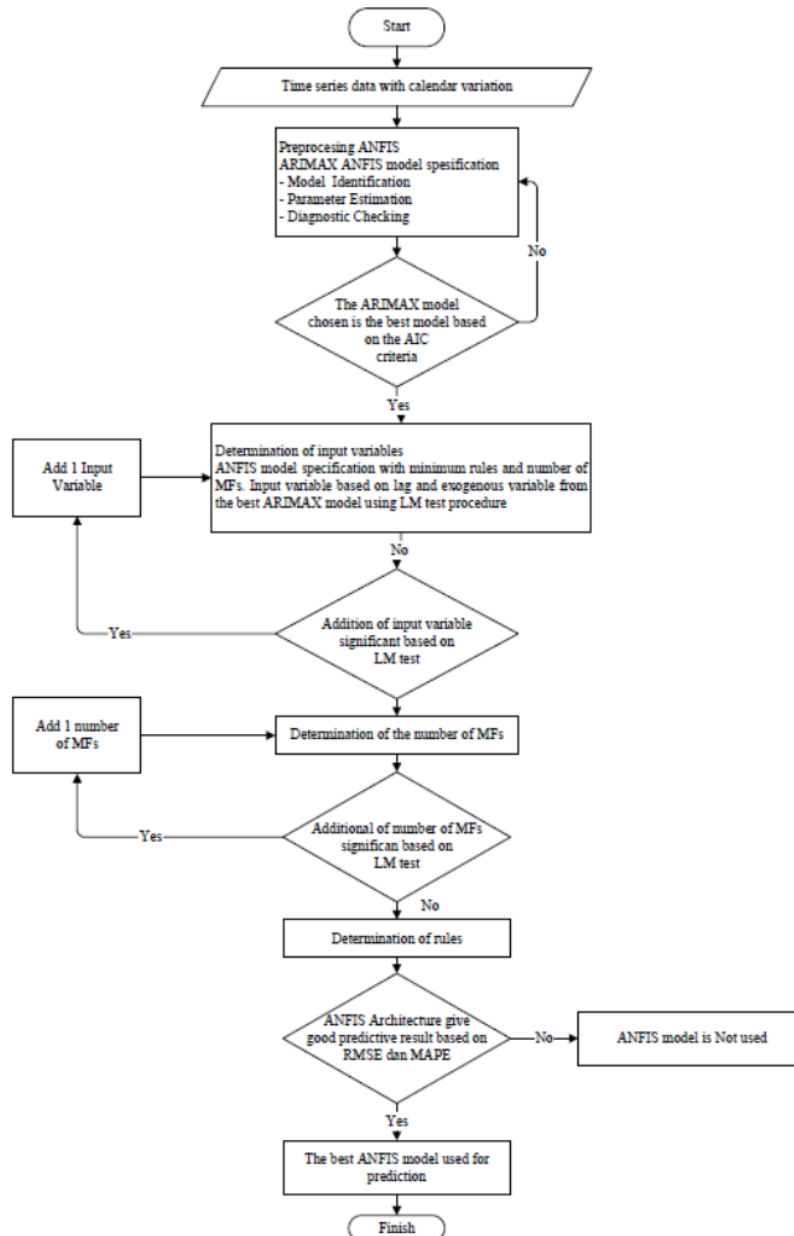 Start
Time series data with calendar variation
Preprocesing ANFIS
ARIMAX ANFIS model spesification
- Model Identification
- Parameter Estimation
- Diagnostic Checking
No
The ARIMAX model
chosen is the best model based
on the AIC
criteria
Yes
Determination of input variables
ANFIS model specification with minimum rules and number of
MFs. Input variable based on lag and exogenous variable from
the best ARIMAX model using LM test procedure
Add 1 Input
Variable
No
Addition of input variable
significant based on
LM test
Yes
Add 1 number
of MFs
Determination of the number of MFs
Additional of number of MFs
significan based on
LM test
Yes
No
Determination of rules
ANFIS Architecture give
good predictive result based on
RMSE dan MAPE
No
ANFIS model is Not used
Yes
The best ANFIS model used for
prediction
Finish